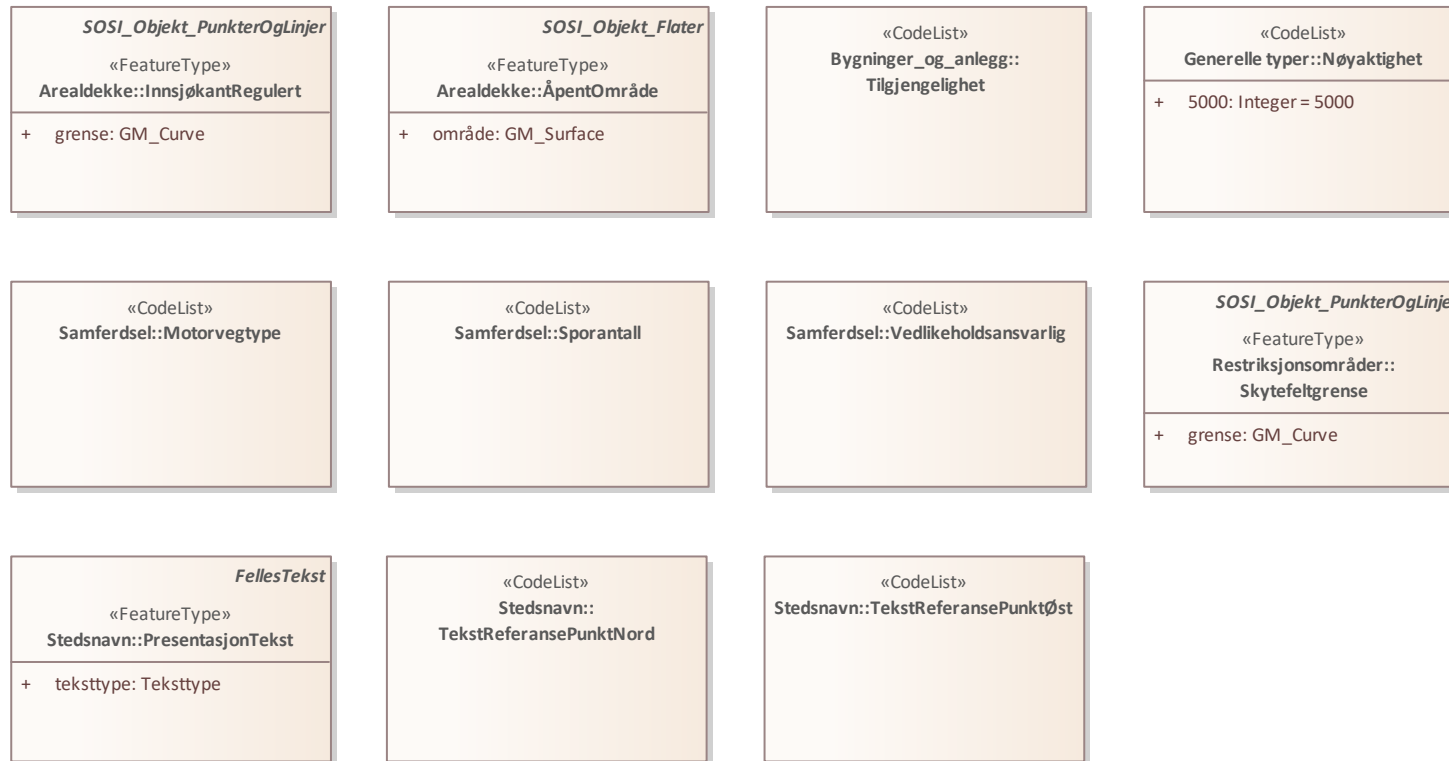 SOSI_Objekt_PunkterOgLinjer
«FeatureType»
Arealdekke::InnsjøkantRegulert
+ grense: GM_Curve
SOSI_Objekt_Flater
«FeatureType»
Arealdekke::ÅpentOmråde
+ område: GM_Surface
«CodeList»
Bygninger_og_anlegg::
Tilgjengelighet
«CodeList»
Generelle typer::Nøyaktighet
+ 5000: Integer = 5000
«CodeList»
Samferdsel::Motorvegtype
«CodeList»
Samferdsel::Sporantall
«CodeList»
Samferdsel::Vedlikeholdsansvarlig
SOSI_Objekt_PunkterOgLinje
«FeatureType»
Restriksjonsområder::
Skytefeltgrense
+ grense: GM_Curve
FellesTekst
«FeatureType»
Stedsnavn::PresentasjonTekst
+ teksttype: Teksttype
«CodeList»
Stedsnavn::
TekstReferansePunktNord
«CodeList»
Stedsnavn::TekstReferansePunktØst